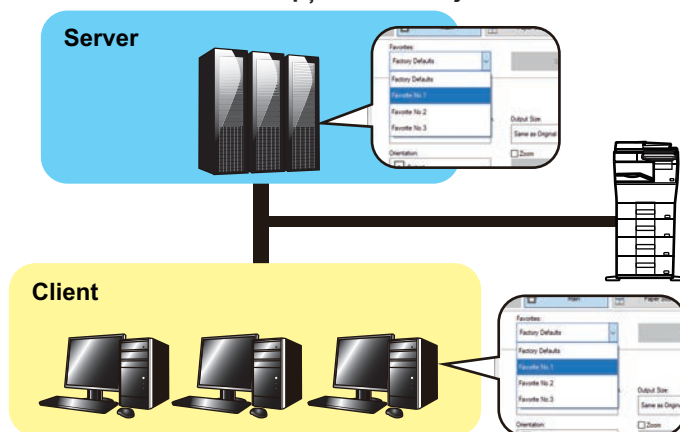 Server
Favorites:
Factory Defaults
Factory Defaults
Favorite No.1
Favorite No.2
Favorite No.3
Output Size:
Same as Original
Orientation:
Zoom
Client
Main
Favorites:
Factory Defaults
Factory Defaults
Favorite No.1
Favorite No.2
Favorite No.3
Output Size:
Same as Origin
Orientation:
Zoom